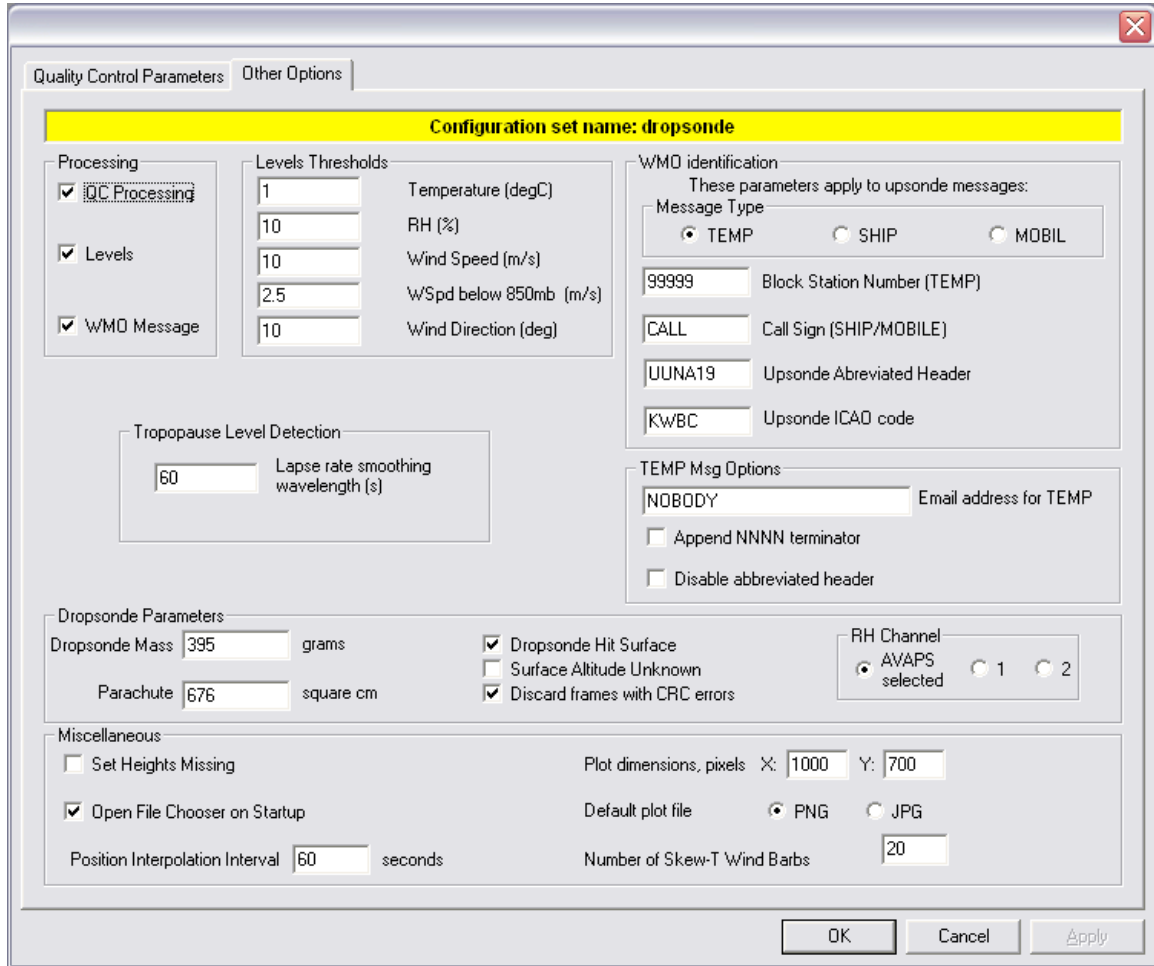 Quality Control Parameters
Other Options
Configuration set name: dropsonde
Processing
QC Processing
Levels
WMO Message
Levels Thresholds
1 Temperature (degC)
10 RH (%)
10 Wind Speed (m/s)
2.5 WSpd below 850mb (m/s)
10 Wind Direction (deg)
WMO identification
These parameters apply to upsonde messages:
Message Type
TEMP SHIP MOBIL
99999 Block Station Number (TEMP)
CALL Call Sign (SHIP/MOBILE)
UUNA19 Upsonde Abreviated Header
KWBC Upsonde ICAO code
Tropopause Level Detection
60 Lapse rate smoothing
wavelength (s)
TEMP Msg Options
NOBODY Email address for TEMP
Append NNNN terminator
Disable abbreviated header
Dropsonde Parameters
Dropsonde Mass 395 grams
Parachute 676 square cm
Dropsonde Hit Surface
Surface Altitude Unknown
Discard frames with CRC errors
RH Channel
AVAPS
selected 1 2
Miscellaneous
Set Heights Missing
Open File Chooser on Startup
Position Interpolation Interval 60 seconds
Plot dimensions, pixels X: 1000 Y: 700
Default plot file PNG JPG
Number of Skew-T Wind Barbs 20
OK Cancel Apply